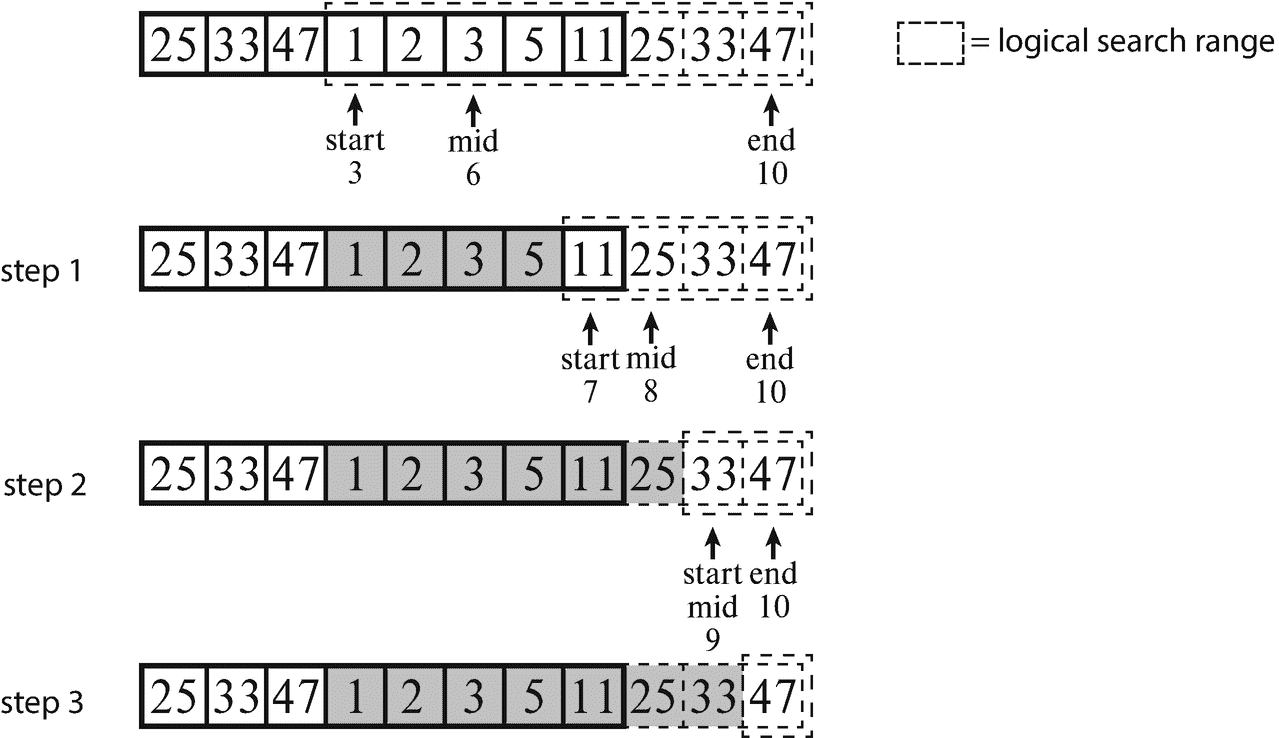 25 33 47 1 2 3 5 11 25 33 47
= logical search range
start mid end
3 6 10
step 1 25 33 47 1 2 3 5 11 25 33 47
start mid end
7 8 10
step 2 25 33 47 1 2 3 5 11 25 33 47
start end
mid 10
9
step 3 25 33 47 1 2 3 5 11 25 33 47